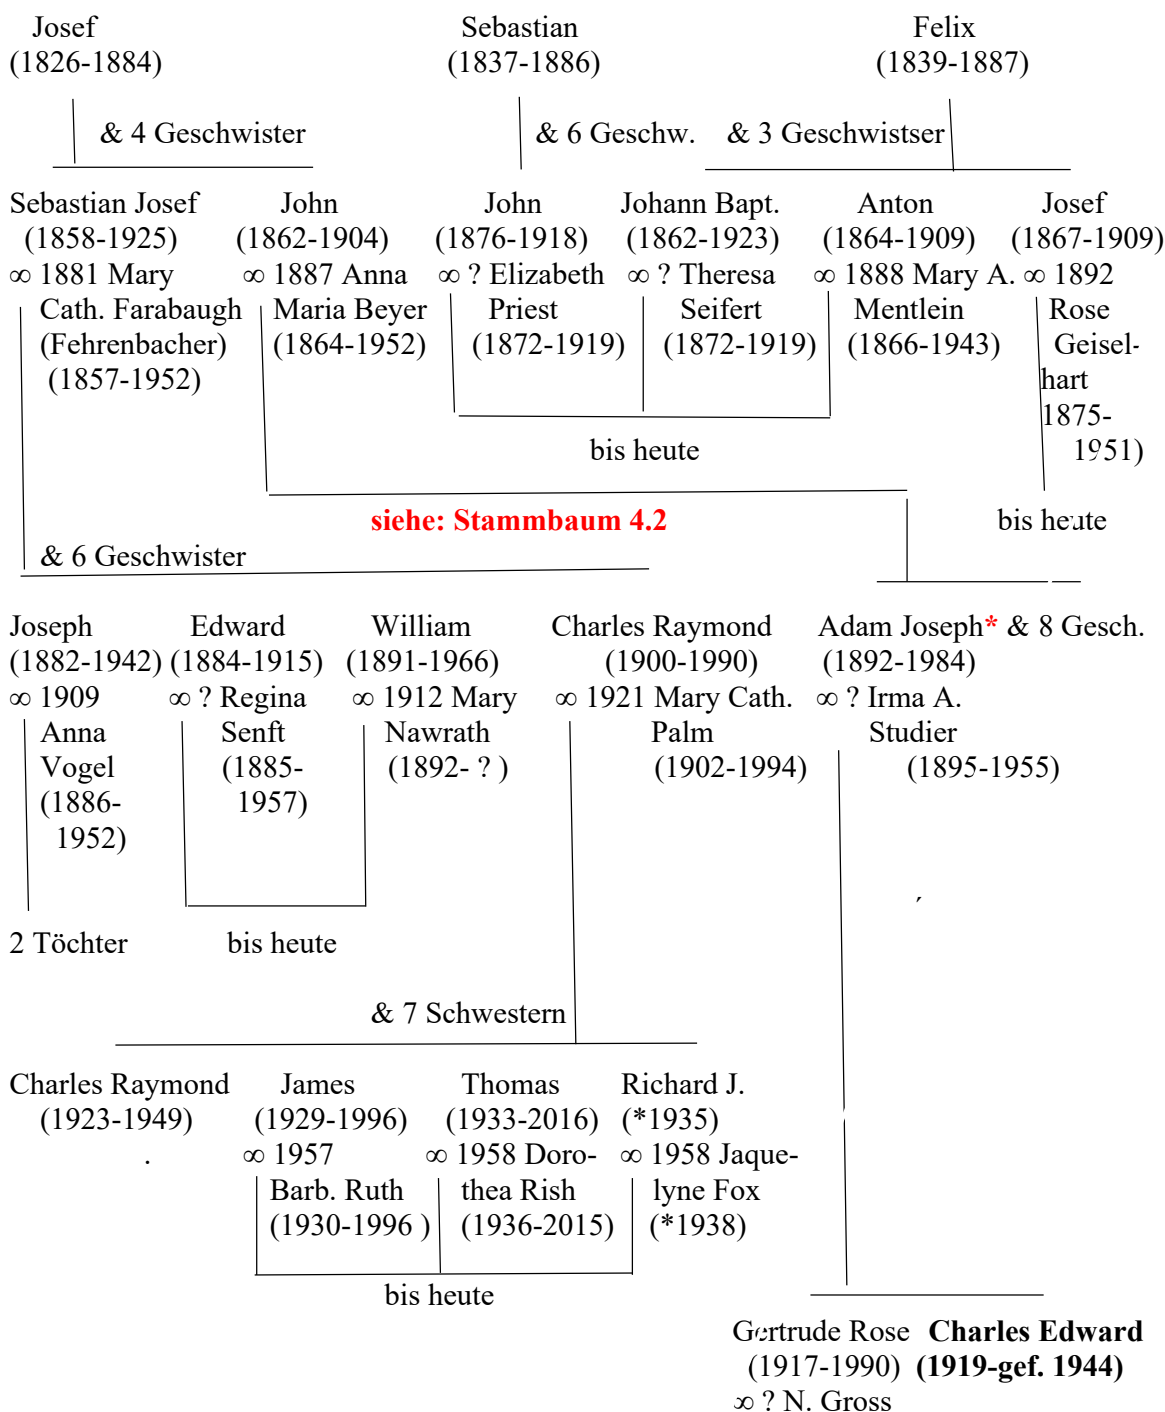 Josef Sebastian Felix
(1826-1884) (1837-1886) (1839-1887)
& 4 Geschwister & 6 Geschw. & 3 Geschwistser
Sebastian Josef John John Johann Bapt. Anton Josef
(1858-1925) (1862-1904) (1876-1918) (1862-1923) (1864-1909) (1867-1909)
∞ 1881 Mary ∞ 1887 Anna ∞ ? Elizabeth ∞ ? Theresa ∞ 1888 Mary A. ∞ 1892
Cath. Farabaugh Maria Beyer Priest Seifert Mentlein Rose
(Fehrenbacher) (1864-1952) (1872-1919) (1872-1919) (1866-1943) Geisel-
(1857-1952) hart
1875-
bis heute 1951)
siehe: Stammbaum 4.2 bis heute
& 6 Geschwister
Joseph Edward William Charles Raymond Adam Joseph* & 8 Gesch.
(1882-1942) (1884-1915) (1891-1966) (1900-1990) (1892-1984)
∞ 1909 ∞ ? Regina ∞ 1912 Mary ∞ 1921 Mary Cath. ∞ ? Irma A.
Anna Senft Nawrath Palm Studier
Vogel (1885- (1892- ? ) (1902-1994) (1895-1955)
(1886- 1957)
1952)
2 Töchter bis heute
& 7 Schwestern
Charles Raymond James Thomas Richard J.
(1923-1949) (1929-1996) (1933-2016) (*1935)
∞ 1957 ∞ 1958 Doro- ∞ 1958 Jaque-
Barb. Ruth thea Rish lyne Fox
(1930-1996 ) (1936-2015) (*1938)
bis heute
Gertrude Rose Charles Edward
(1917-1990) (1919-gef. 1944)
∞ ? N. Gross